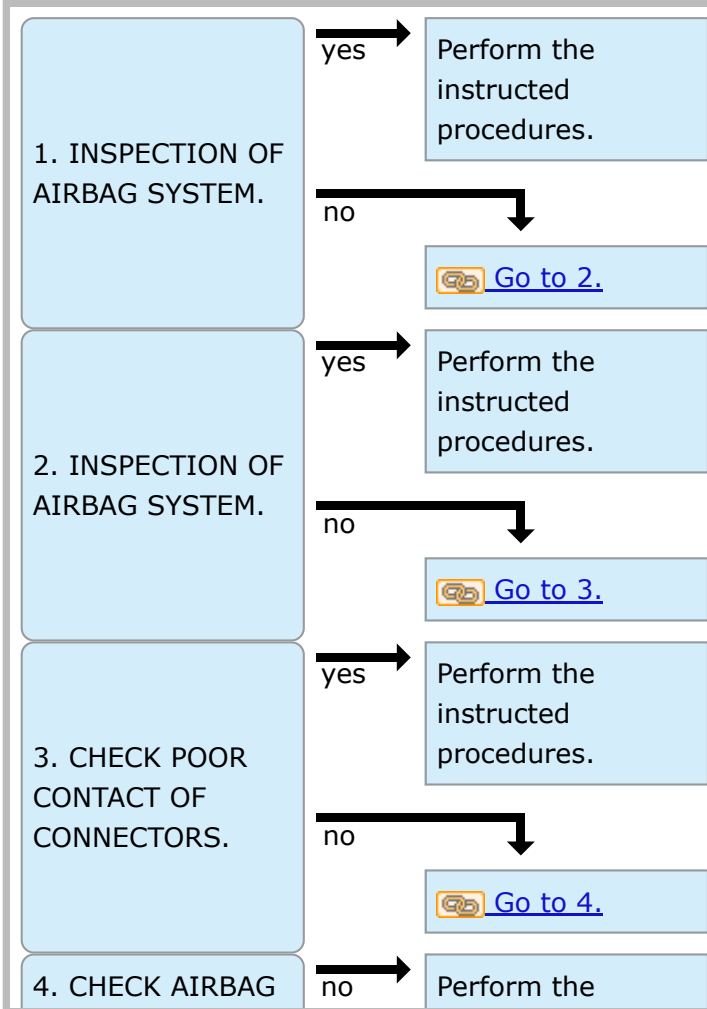 yes
Perform the
instructed
procedures.
1. INSPECTION OF
AIRBAG SYSTEM.
no
Go to 2.
yes
Perform the
instructed
procedures.
2. INSPECTION OF
AIRBAG SYSTEM.
no
Go to 3.
yes
Perform the
instructed
procedures.
3. CHECK POOR
CONTACT OF
CONNECTORS.
no
Go to 4.
4. CHECK AIRBAG
no
Perform the